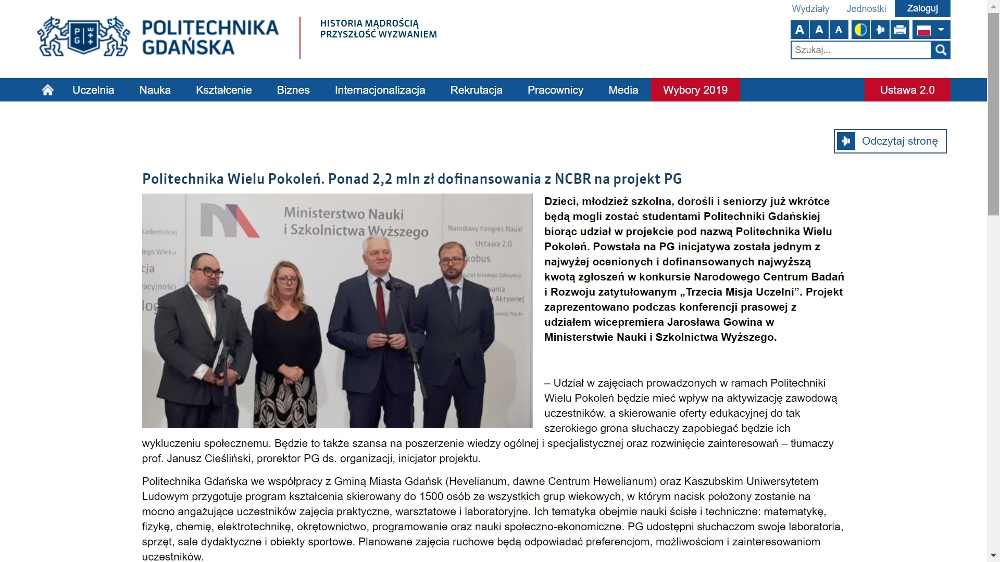 Wydziały Jednostki Zaloguj
POLITECHNIKA
GDAŃSKA
P G
HISTORIA MĄDROŚCIĄ
PRZYSZŁOŚĆ WYZWANIEM
A A A
Szukaj...
Uczelnia Nauka Kształcenie Biznes Internacjonalizacja Rekrutacja Pracownicy Media Wybory 2019 Ustawa 2.0
Odczytaj stronę
Politechnika Wielu Pokoleń. Ponad 2,2 mln zł dofinansowania z NCBR na projekt PG
Ministerstwo Nauki
i Szkolnictwa Wyższego
Narodowy Kongres Nauki
Ustawa 2.0
Dzieci, młodzież szkolna, dorośli i seniorzy już wkrótce
będą mogli zostać studentami Politechniki Gdańskiej
biorąc udział w projekcie pod nazwą Politechnika Wielu
Pokoleń. Powstała na PG inicjatywa została jednym z
najwyżej ocenionych i dofinansowanych najwyższą
kwotą zgłoszeń w konkursie Narodowego Centrum Badań
i Rozwoju zatytułowanym „Trzecia Misja Uczelni”. Projekt
zaprezentowano podczas konferencji prasowej z
udziałem wicepremiera Jarosława Gowina w
Ministerstwie Nauki i Szkolnictwa Wyższego.
– Udział w zajęciach prowadzonych w ramach Politechniki
Wielu Pokoleń będzie mieć wpływ na aktywizację zawodową
uczestników, a skierowanie oferty edukacyjnej do tak
szerokiego grona słuchaczy zapobiegać będzie ich
wykluczeniu społecznemu. Będzie to także szansa na poszerzenie wiedzy ogólnej i specjalistycznej oraz rozwinięcie zainteresowań – tłumaczy
prof. Janusz Cieśliński, prorektor PG ds. organizacji, inicjator projektu.
Politechnika Gdańska we współpracy z Gminą Miasta Gdańsk (Hevelianum, dawne Centrum Hewelianum) oraz Kaszubskim Uniwersytetem
Ludowym przygotuje program kształcenia skierowany do 1500 osób ze wszystkich grup wiekowych, w którym nacisk położony zostanie na
mocno angażujące uczestników zajęcia praktyczne, warsztatowe i laboratoryjne. Ich tematyka obejmie nauki ścisłe i techniczne: matematykę,
fizykę, chemię, elektrotechnikę, okrętownictwo, programowanie oraz nauki społeczno-ekonomiczne. PG udostępni słuchaczom swoje laboratoria,
sprzęt, sale dydaktyczne i obiekty sportowe. Planowane zajęcia ruchowe będą odpowiadać preferencjom, możliwościom i zainteresowaniom
uczestników.